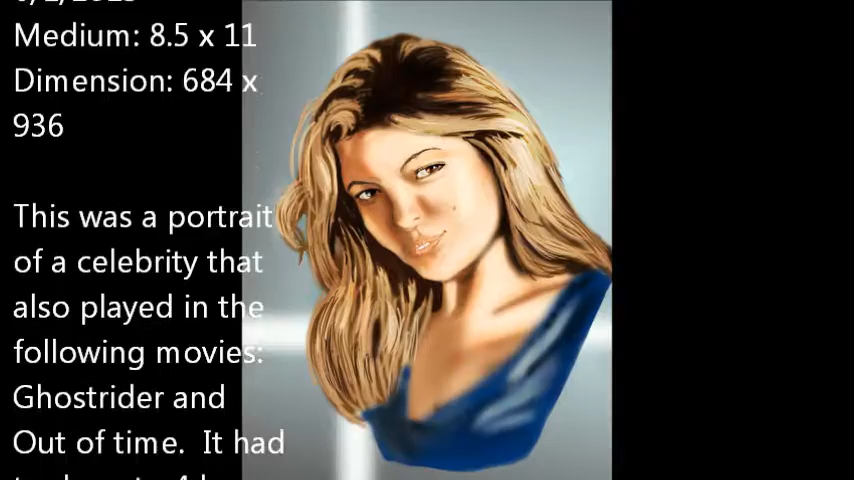 Medium: 8.5 x 11
Dimension: 684 x
936
This was a portrait
of a celebrity that
also played in the
following movies:
Ghostrider and
Out of time.  It had